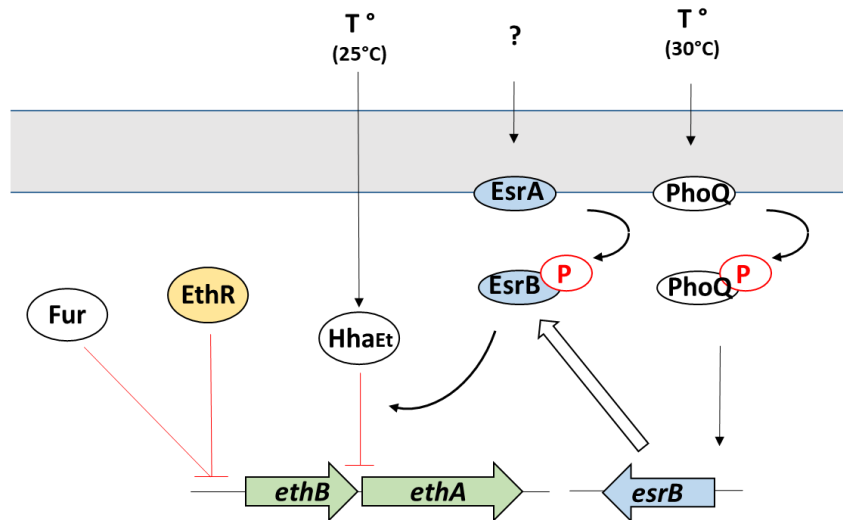 T °
(25°C)
?
T °
(30°C)
EsrA
PhoQ
P
P
EsrB
PhoQ
EthR
Fur
HhaEt
ethB
ethA
esrB